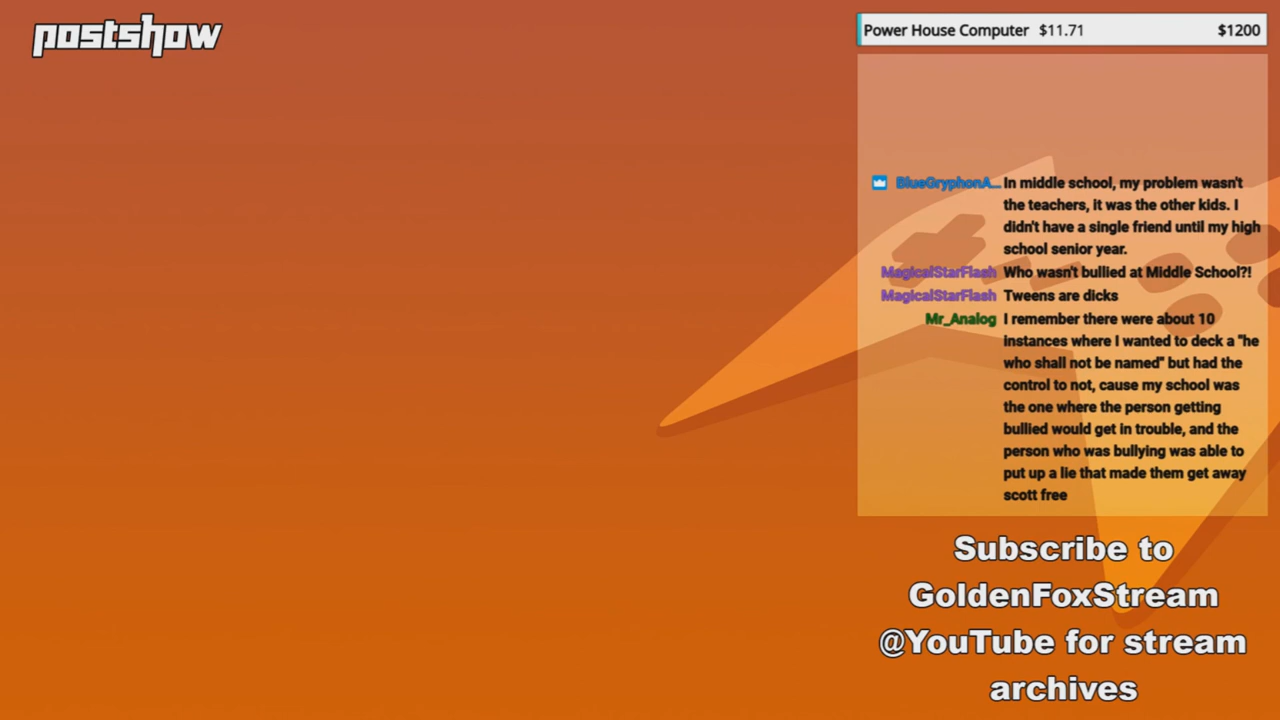 postshow
Power House Computer $11.71 $1200
BlueGryphonA... In middle school, my problem wasn't
the teachers, it was the other kids. I
didn't have a single friend until my high
school senior year.
MagicalStarFlash Who wasn't bullied at Middle School?!
MagicalStarFlash Tweens are dicks
Mr_Analog I remember there were about 10
instances where I wanted to deck a "he
who shall not be named" but had the
control to not, cause my school was
the one where the person getting
bullied would get in trouble, and the
person who was bullying was able to
put up a lie that made them get away
scott free
Subscribe to
GoldenFoxStream
@YouTube for stream
archives